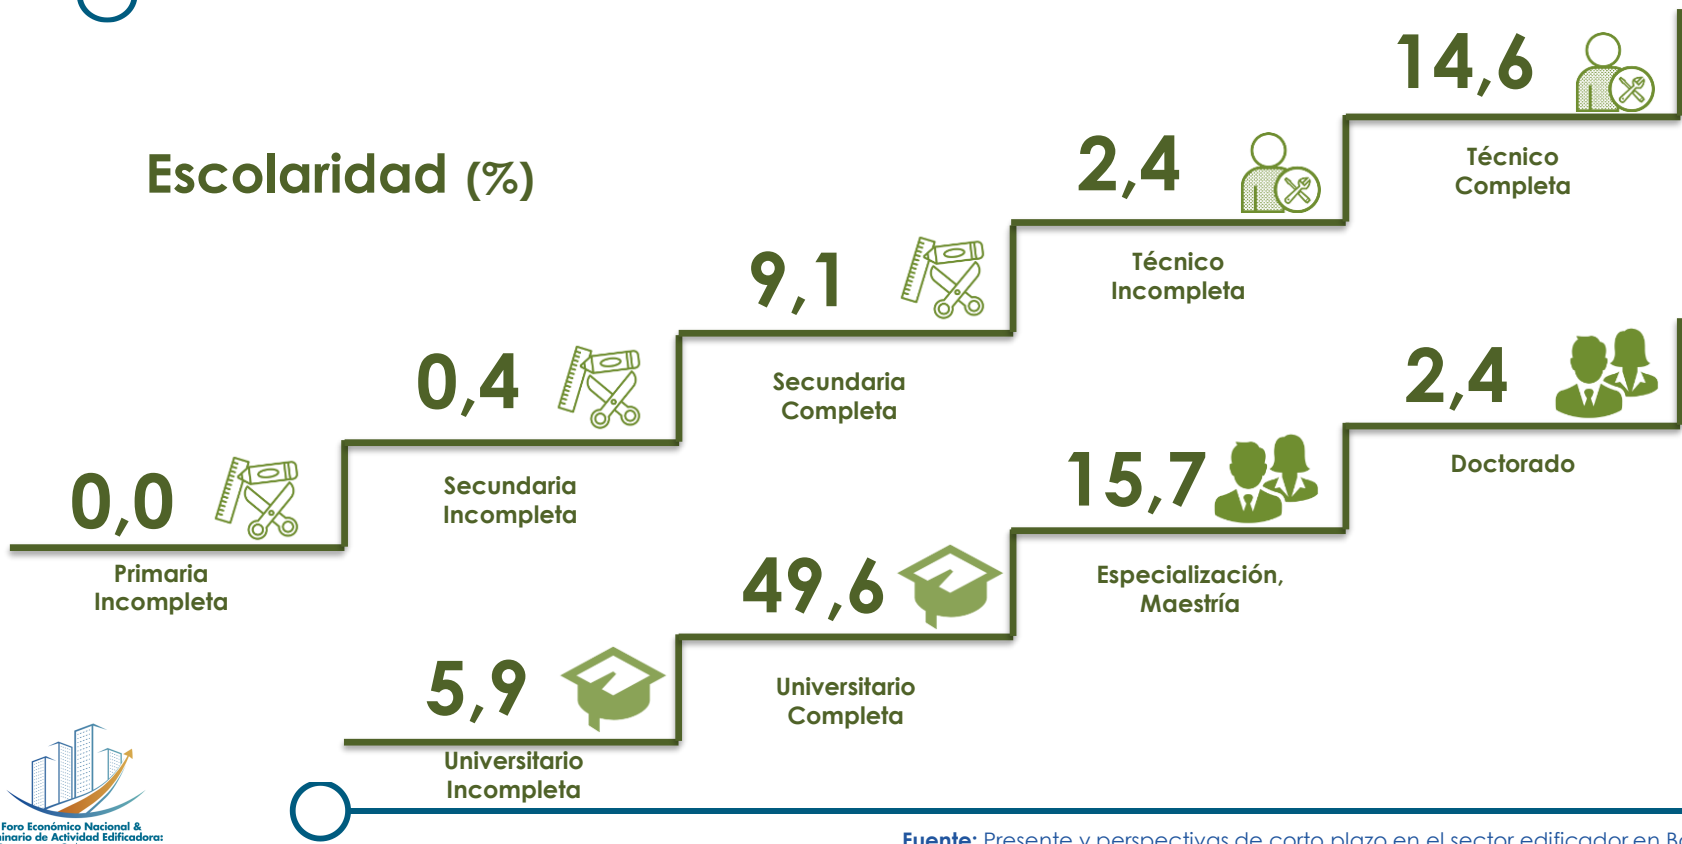 Escolaridad (%)
0,0
Primaria
Incompleta
0,4
Secundaria
Incompleta
9,1
Secundaria
Completa
2,4
Técnico
Incompleta
14,6
Técnico
Completa
5,9
Universitario
Incompleta
49,6
Universitario
Completa
15,7
Especialización,
Maestría
2,4
Doctorado
Foro Económico Nacional &
de Actividad Edificadora:
Fuente: Presente y perspectivas de corto plazo en el sector edificador en